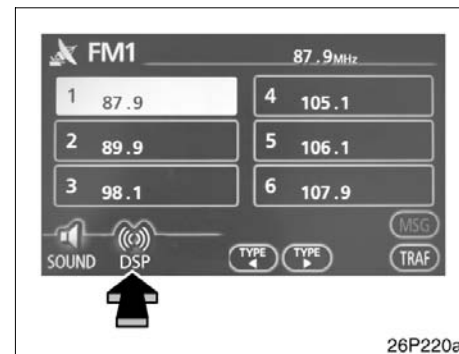 FM1 87.9MHz
1 87.9
2 89.9
3 98.1
4 105.1
5 106.1
6 107.9
MSG
SOUND DSP TYPE TYPE TRAF
26P220a